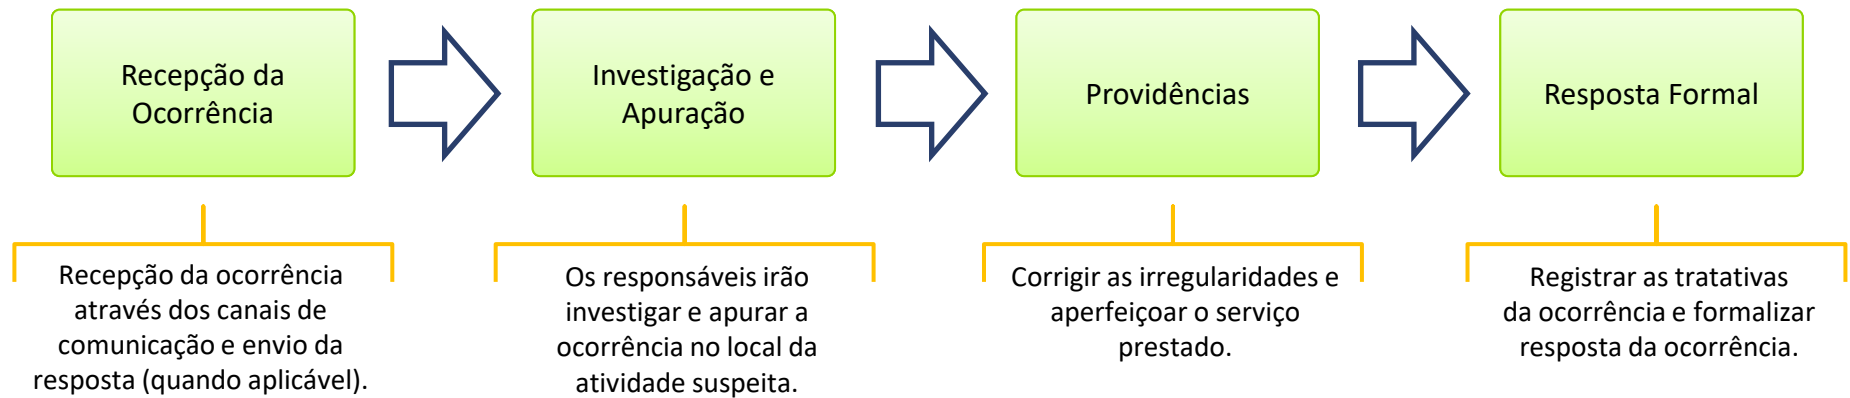 Recepção da
Ocorrência
Investigação e
Apuração
Providências
Resposta Formal
Recepção da ocorrência
através dos canais de
comunicação e envio da
resposta (quando aplicável).
Os responsáveis irão
investigar e apurar a
ocorrência no local da
atividade suspeita.
Corrigir as irregularidades e
aperfeiçoar o serviço
prestado.
Registrar as tratativas
da ocorrência e formalizar
resposta da ocorrência.